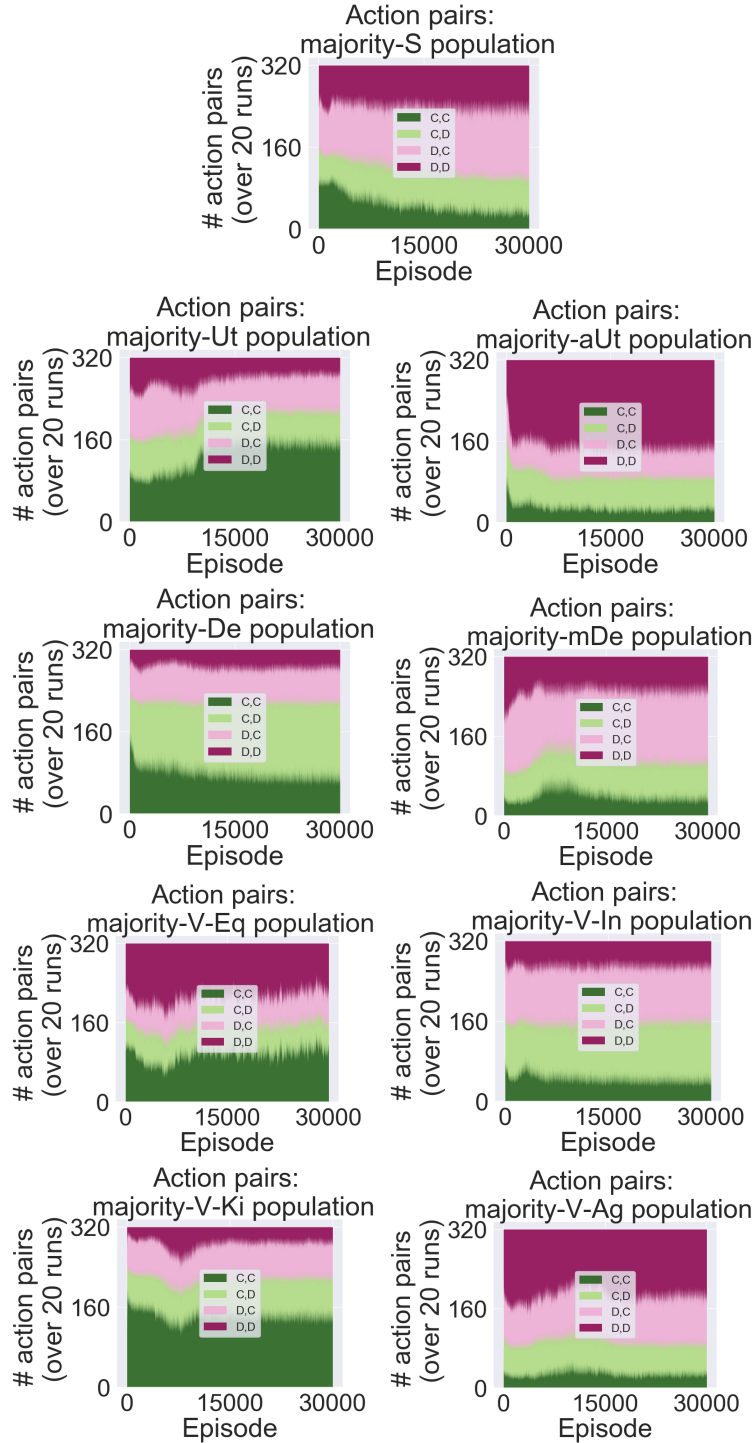 Action pairs:
majority-S population
# action pairs
(over 20 runs)
320
160
0
C,C
C,D
D,C
D,D
0 15000 30000
Episode
Action pairs:
majority-Ut population
# action pairs
(over 20 runs)
320
160
0
C,C
C,D
D,C
D,D
0 15000 30000
Episode
Action pairs:
majority-aUt population
# action pairs
(over 20 runs)
320
160
0
C,C
C,D
D,C
D,D
0 15000 30000
Episode
Action pairs:
majority-De population
# action pairs
(over 20 runs)
320
160
0
C,C
C,D
D,C
D,D
0 15000 30000
Episode
Action pairs:
majority-mDe population
# action pairs
(over 20 runs)
320
160
0
C,C
C,D
D,C
D,D
0 15000 30000
Episode
Action pairs:
majority-V-Eq population
# action pairs
(over 20 runs)
320
160
0
C,C
C,D
D,C
D,D
0 15000 30000
Episode
Action pairs:
majority-V-In population
# action pairs
(over 20 runs)
320
160
0
C,C
C,D
D,C
D,D
0 15000 30000
Episode
Action pairs:
majority-V-Ki population
# action pairs
(over 20 runs)
320
160
0
C,C
C,D
D,C
D,D
0 15000 30000
Episode
Action pairs:
majority-V-Ag population
# action pairs
(over 20 runs)
320
160
0
C,C
C,D
D,C
D,D
0 15000 30000
Episode